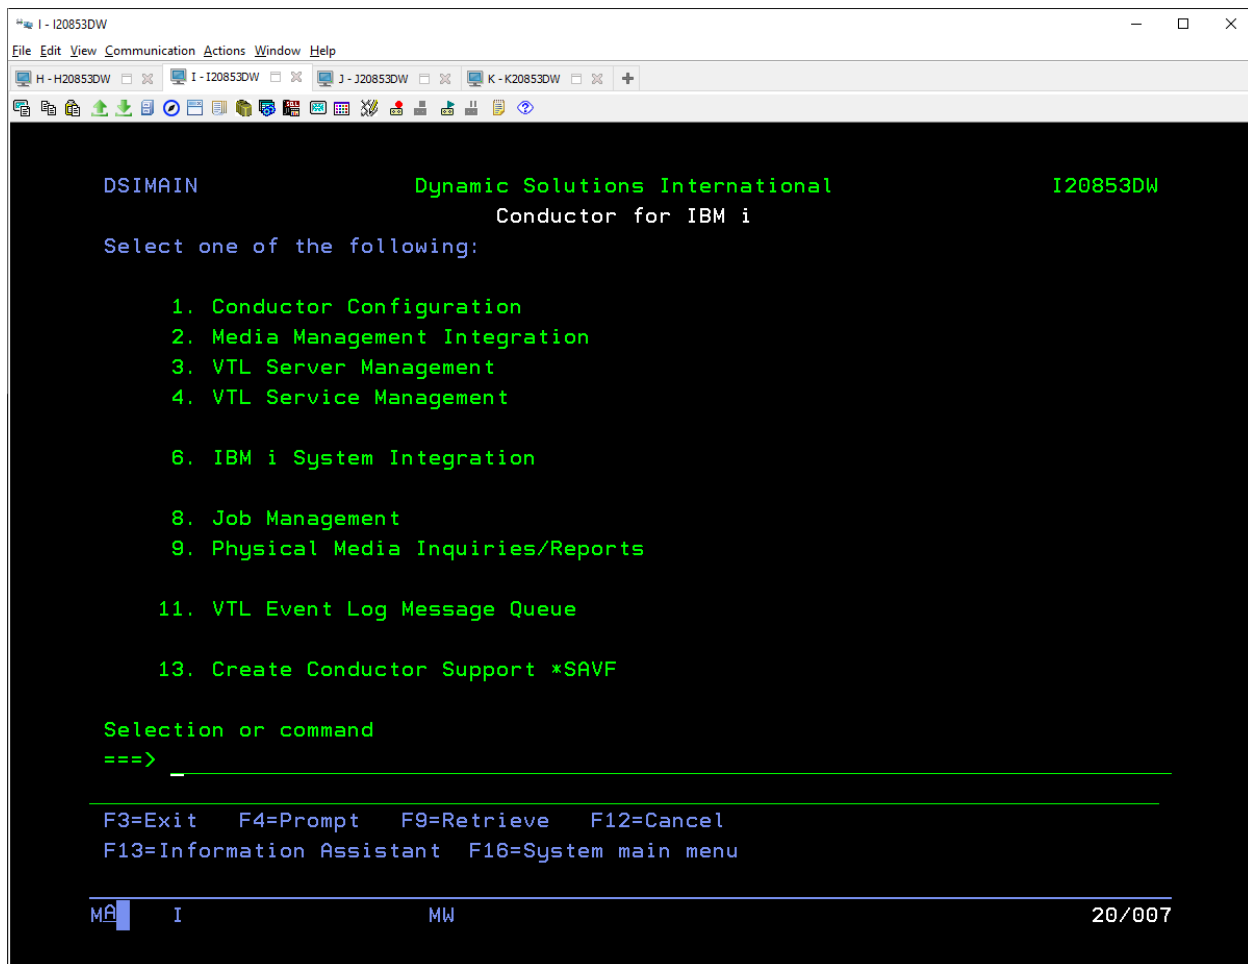 I - I20853DW
File Edit View Communication Actions Window Help
H - H20853DW I - I20853DW J - J20853DW K - K20853DW
DSIMAIN Dynamic Solutions International I20853DW
Conductor for IBM i
Select one of the following:
1. Conductor Configuration
2. Media Management Integration
3. VTL Server Management
4. VTL Service Management
6. IBM i System Integration
8. Job Management
9. Physical Media Inquiries/Reports
11. VTL Event Log Message Queue
13. Create Conductor Support *SAVF
Selection or command
===>
F3=Exit F4=Prompt F9=Retrieve F12=Cancel
F13=Information Assistant F16=System main menu
MA I MW 20/007